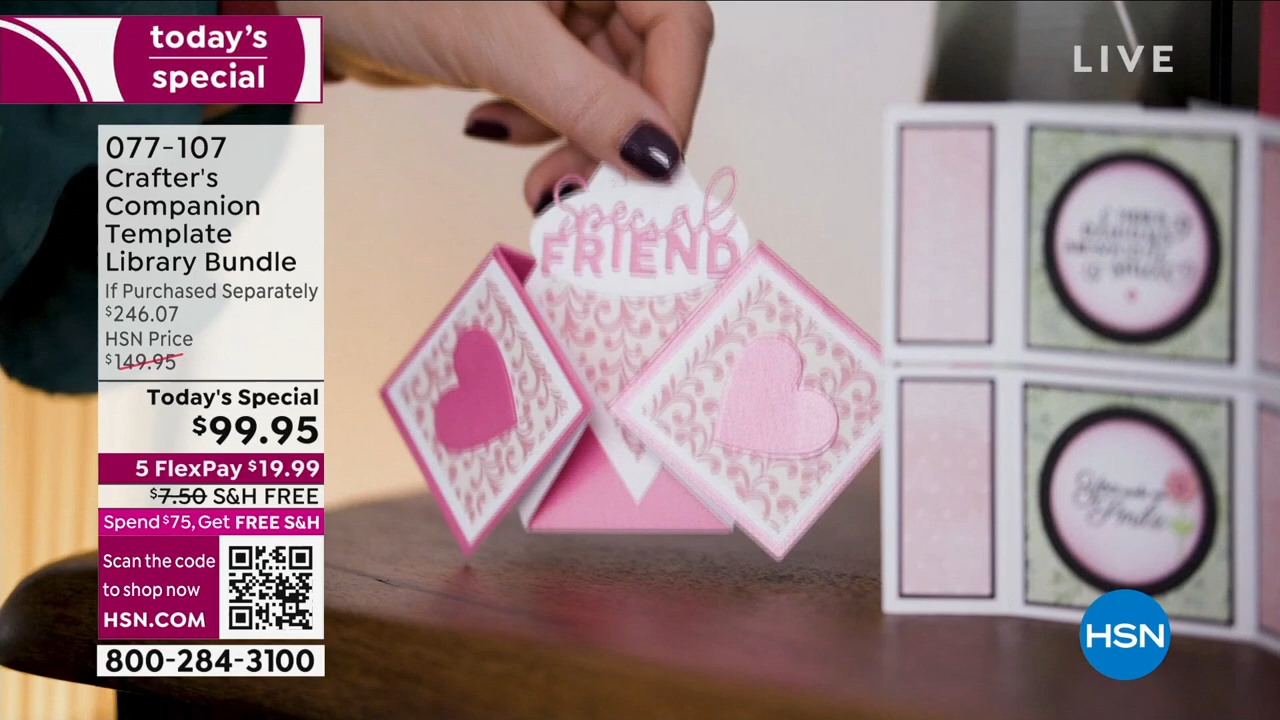 today's
special
LIVE
077-107
Crafter's
Companion
Template
Library Bundle
If Purchased Separately
$246.07
HSN Price
$149.95
Today's Special
$99.95
5 FlexPay $19.99
$7.50 S&H FREE
Spend $75, Get FREE S&H
Scan the code
to shop now
HSN.COM
800-284-3100
special
FRIEND
HSN